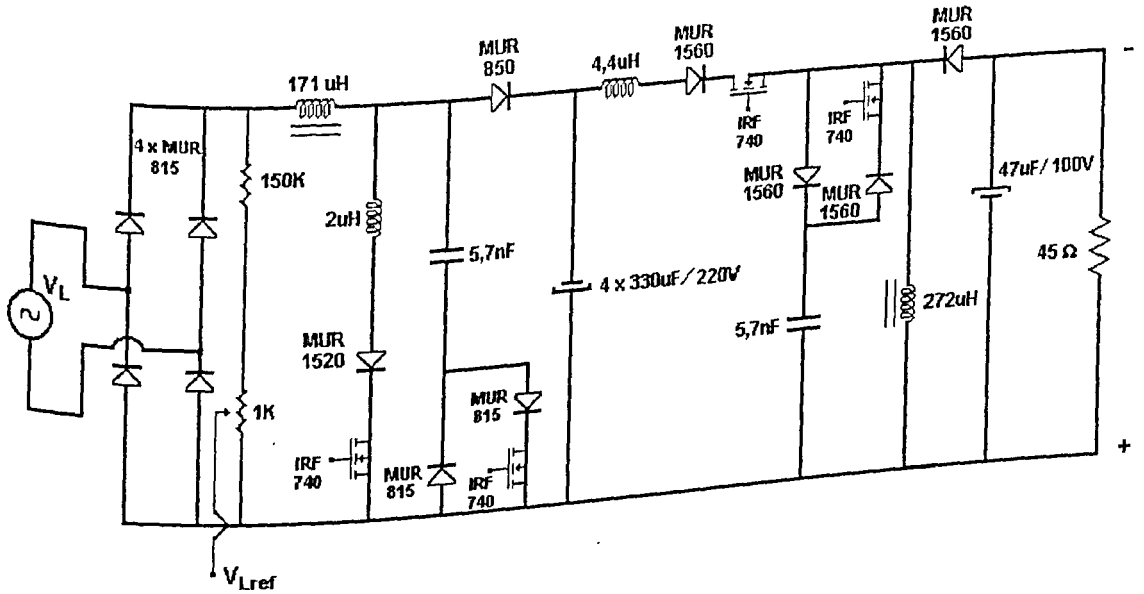 MUR
1560
-
MUR
1560
MUR
850
4,4uH
171 uH
4 x MUR
815
IRF
740
IRF
740
150K
MUR
1560
MUR
1560
47uF/100V
2uH
5,7nF
45 Ω
V_L
4 x 330uF/220V
272uH
5,7nF
MUR
1520
MUR
815
1K
+
IRF
740
MUR
815
IRF
740
V_Lref